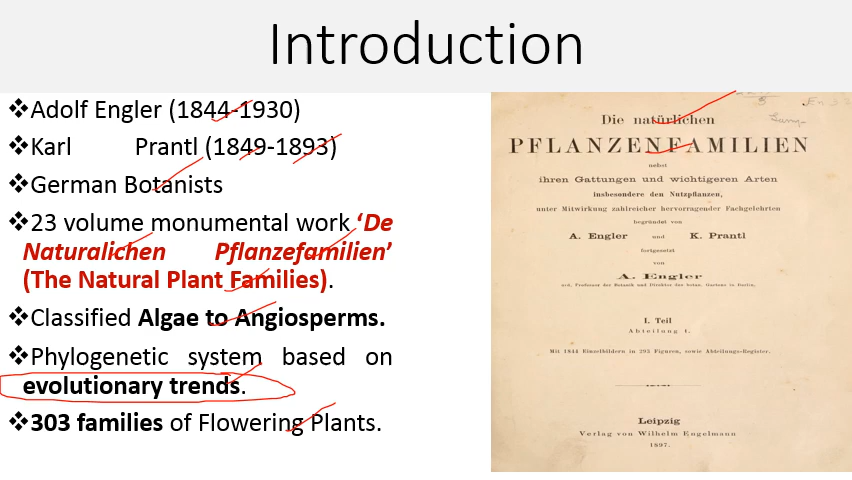 Introduction
❖Adolf Engler (1844-1930)
❖Karl Prantl (1849-1893)
❖German Botanists
❖23 volume monumental work ‘De
Naturalichen Pflanzefamilien’
(The Natural Plant Families).
❖Classified Algae to Angiosperms.
❖Phylogenetic system based on
evolutionary trends.
❖303 families of Flowering Plants.
Die natürlichen
PFLANZENFAMILIEN
nebst
ihren Gattungen und wichtigeren Arten
insbesondere den Nutzpflanzen,
unter Mitwirkung zahlreicher hervorragender Fachgelehrten
begründet von
A. Engler und K. Prantl
fortgesetzt
von
A. Engler
ord. Professor der Botanik und Direktor des botan. Gartens in Berlin,
I. Teil
Abteilung 1.
Mit 1844 Einzelbildern in 293 Figuren, sowie Abteilungs-Register.
Leipzig
Verlag von Wilhelm Engelmann
1897.